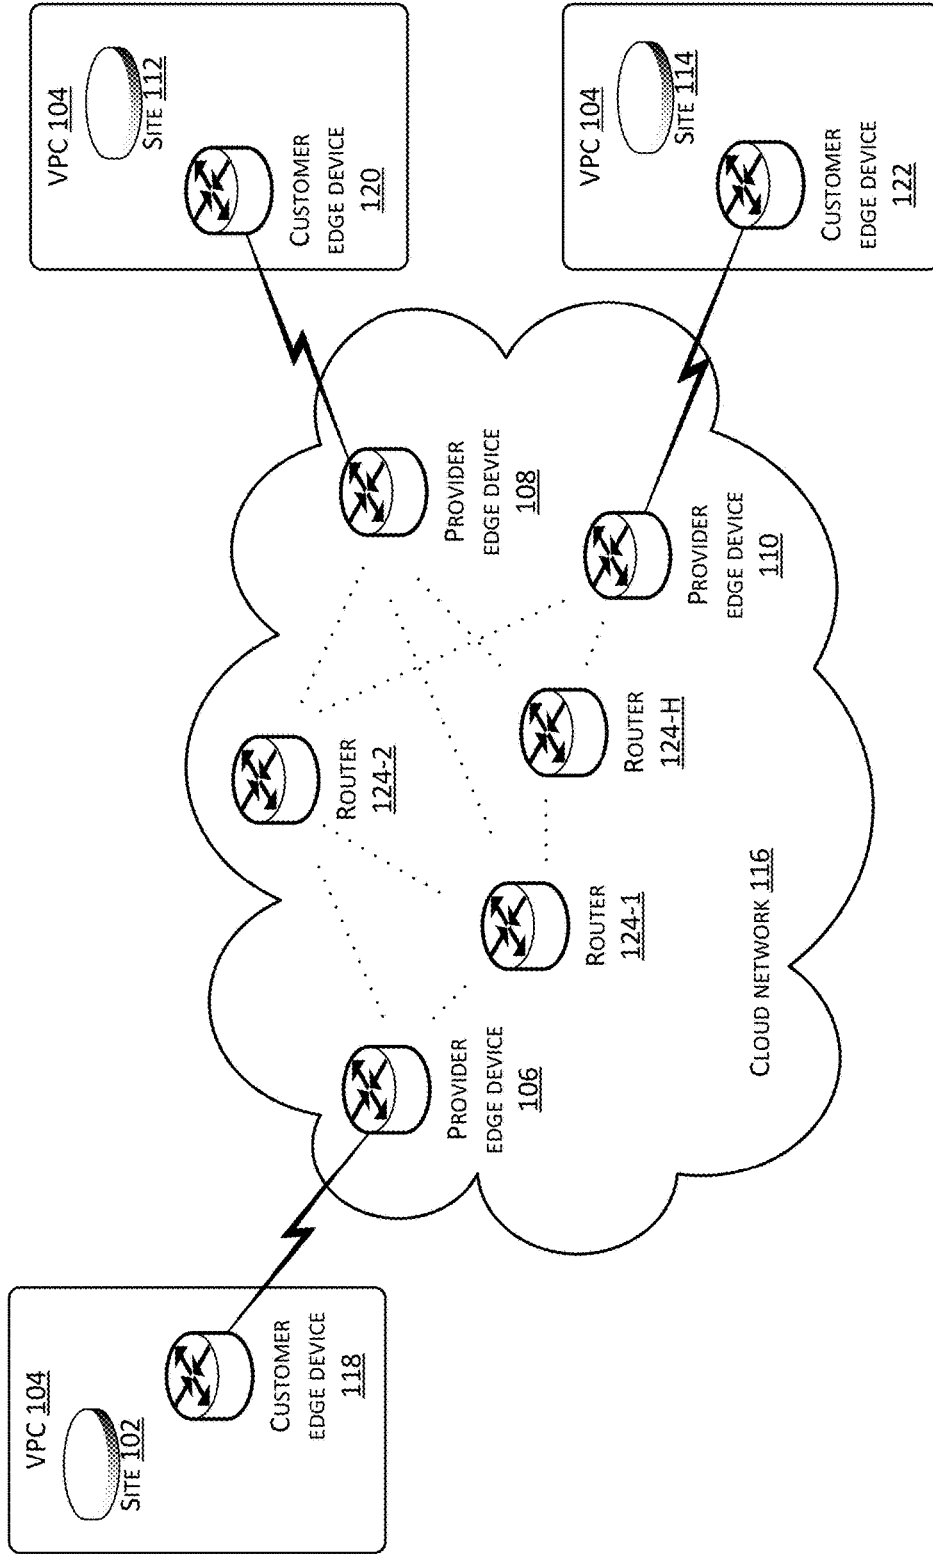 VPC 104
SITE 102
CUSTOMER
EDGE DEVICE
118
PROVIDER
EDGE DEVICE
106
ROUTER
124-2
ROUTER
124-1
ROUTER
124-H
PROVIDER
EDGE DEVICE
108
PROVIDER
EDGE DEVICE
110
CLOUD NETWORK 116
VPC 104
SITE 112
CUSTOMER
EDGE DEVICE
120
VPC 104
SITE 114
CUSTOMER
EDGE DEVICE
122